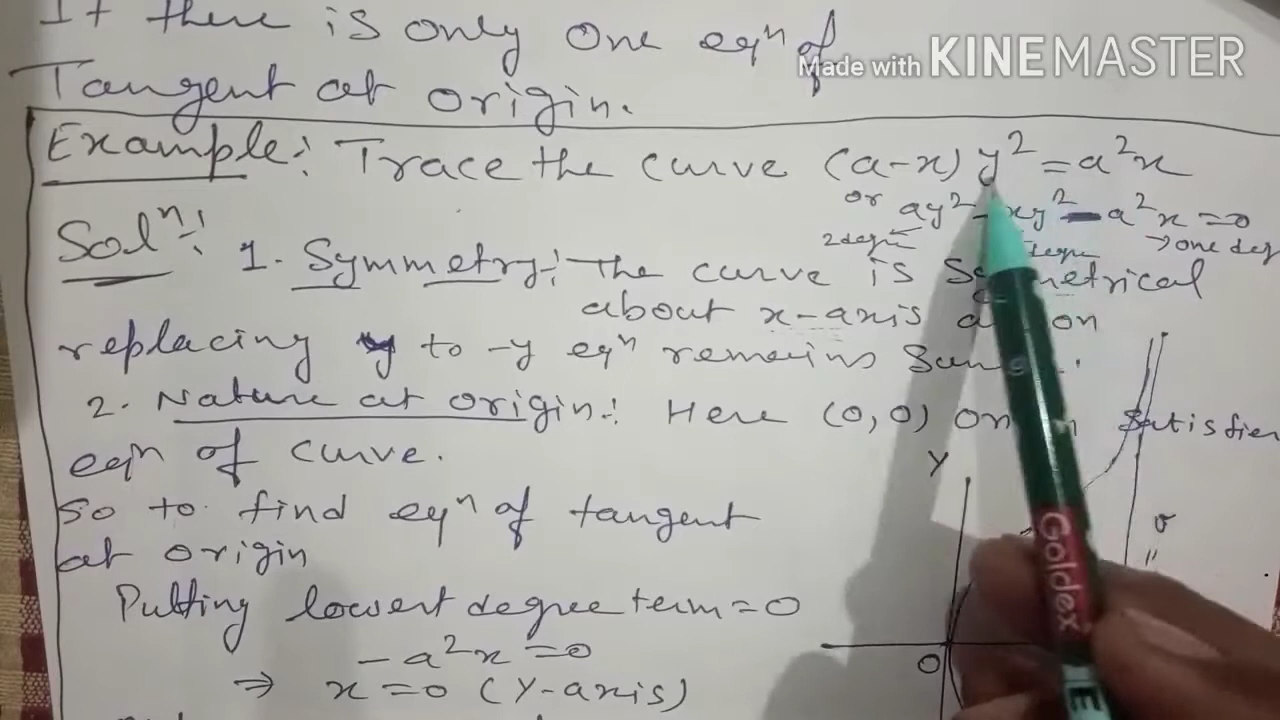 If there is only one eqn of
Made with KINEMASTER
Tangent at origin.
Example: Trace the curve (a-x) y² = a²x
or ay² - xy² - a²x = 0
2 degree → one deg
Soln: 1. Symmetry: The curve is Symmetrical
about x-axis on
replacing y to -y eqn remains Same.
2. Nature at origin: Here (0,0) on Satisfies
eqn of curve.
So to find eqn of tangent
at origin
Putting lowest degree term = 0
- a²x = 0
⇒ x = 0 (Y-axis)
Y
O
Goldex
E